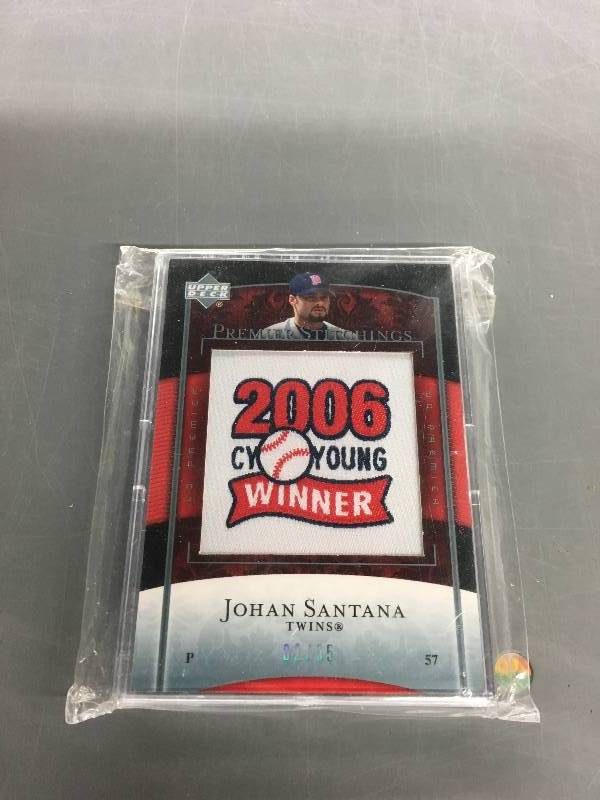 UPPER
DECK
PREMIER STITCHINGS
2006
CY YOUNG
WINNER
JOHAN SANTANA
TWINS®
P
57